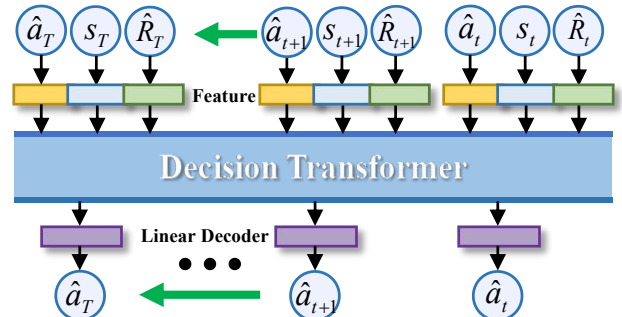 â_T s_T R̂_T â_{t+1} s_{t+1} R̂_{t+1} â_t s_t R̂_t
Feature
Decision Transformer
Linear Decoder
•••
â_T â_{t+1} â_t